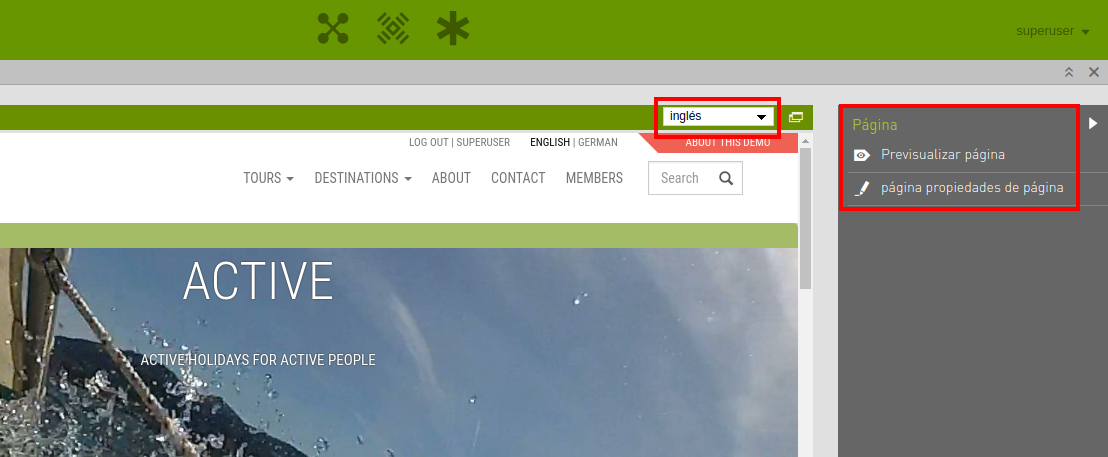 superuser
inglés
LOG OUT | SUPERUSER ENGLISH | GERMAN ABOUT THIS DEMO
TOURS DESTINATIONS ABOUT CONTACT MEMBERS Search
ACTIVE
ACTIVE HOLIDAYS FOR ACTIVE PEOPLE
Página
Previsualizar página
página propiedades de página